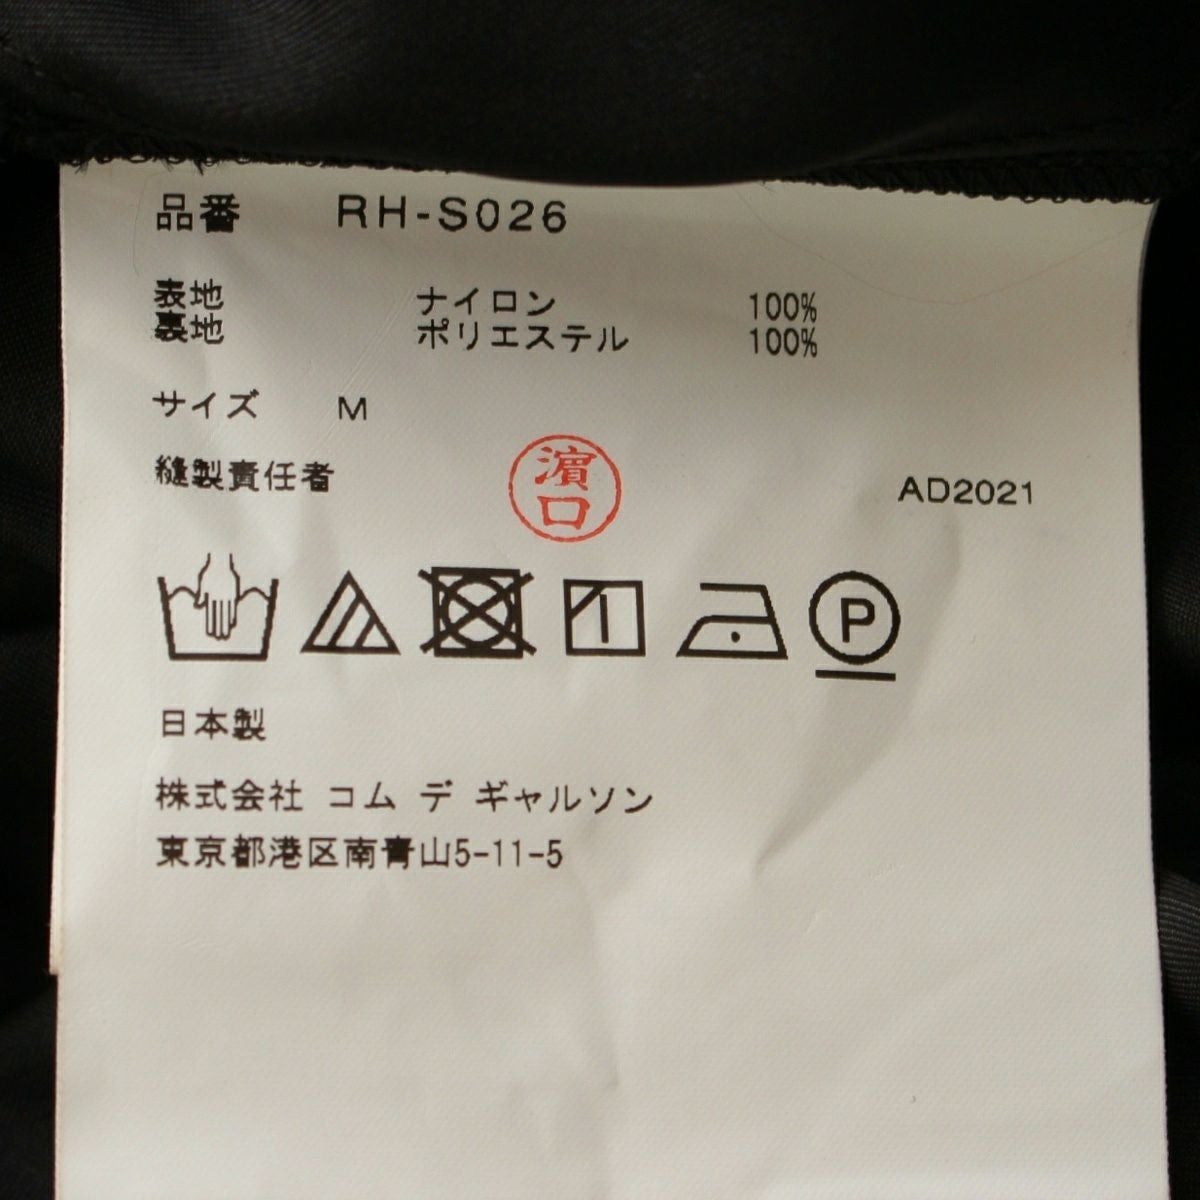 品番 RH-S026
表地 ナイロン 100%
裏地 ポリエステル 100%
サイズ M
縫製責任者 濱口 AD2021
P
日本製
株式会社 コム デ ギャルソン
東京都港区南青山5-11-5